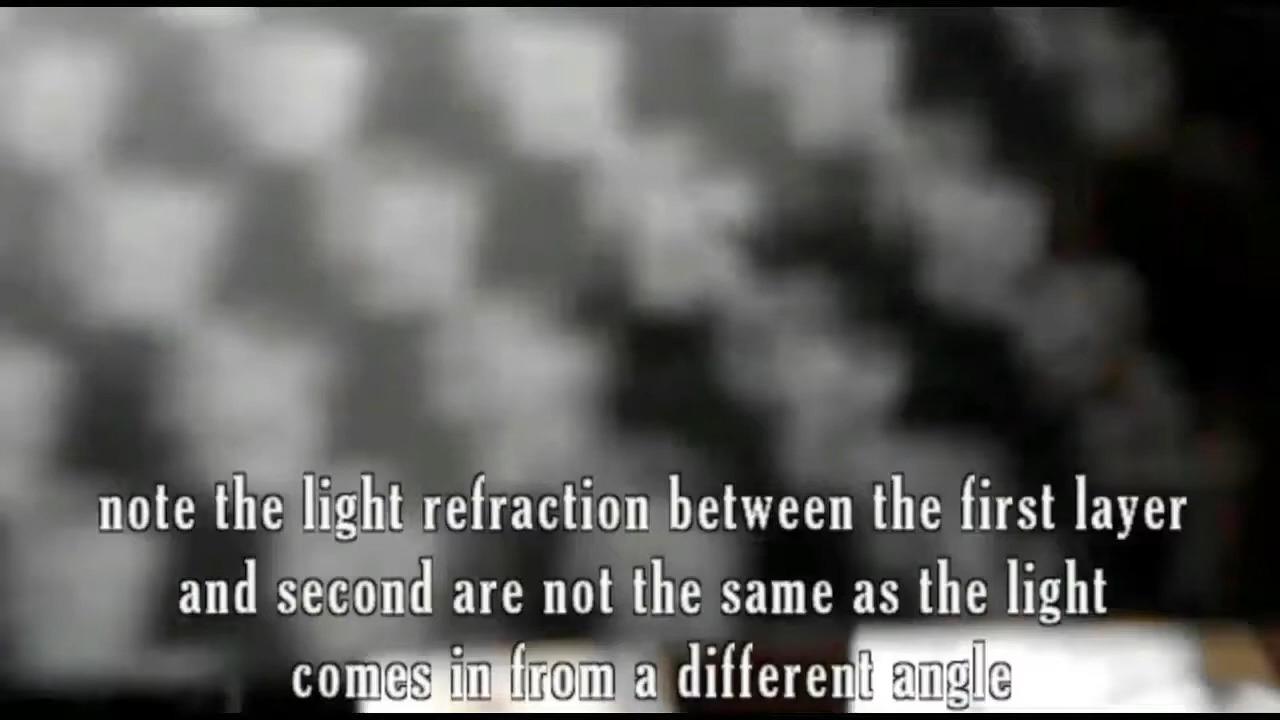 note the light refraction between the first layer
and second are not the same as the light
comes in from a different angle